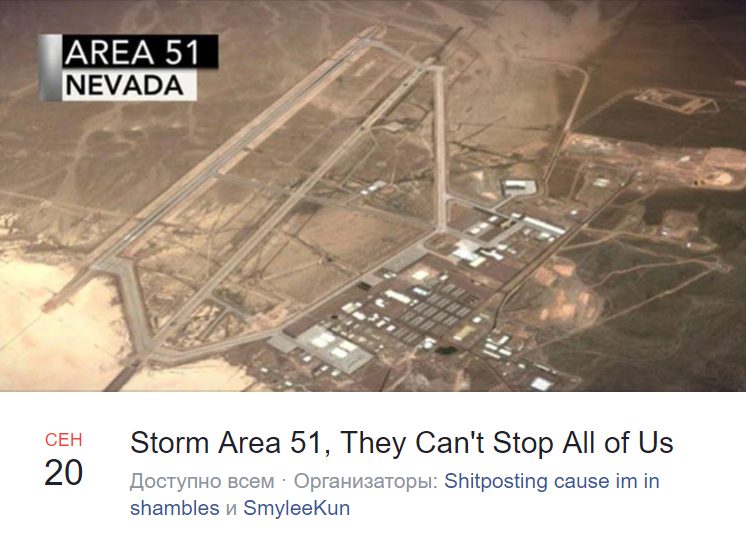 AREA 51
NEVADA
СЕН
20
Storm Area 51, They Can't Stop All of Us
Доступно всем · Организаторы: Shitposting cause im in
shambles и SmyleeKun